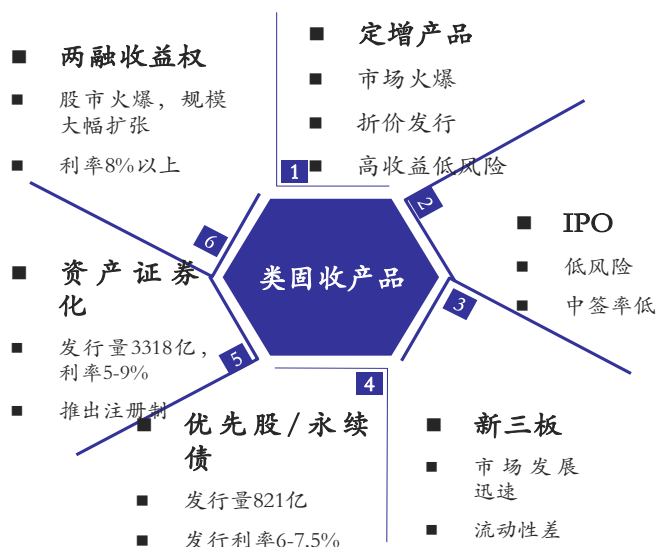 定增产品
市场火爆
折价发行
高收益低风险
1
2
IPO
低风险
中签率低
3
新三板
市场发展
迅速
流动性差
4
优先股/永续
债
发行量821亿
发行利率6-7.5%
5
资产证券
化
发行量3318亿，
利率5-9%
推出注册制
6
两融收益权
股市火爆，规模
大幅扩张
利率8%以上
类固收产品